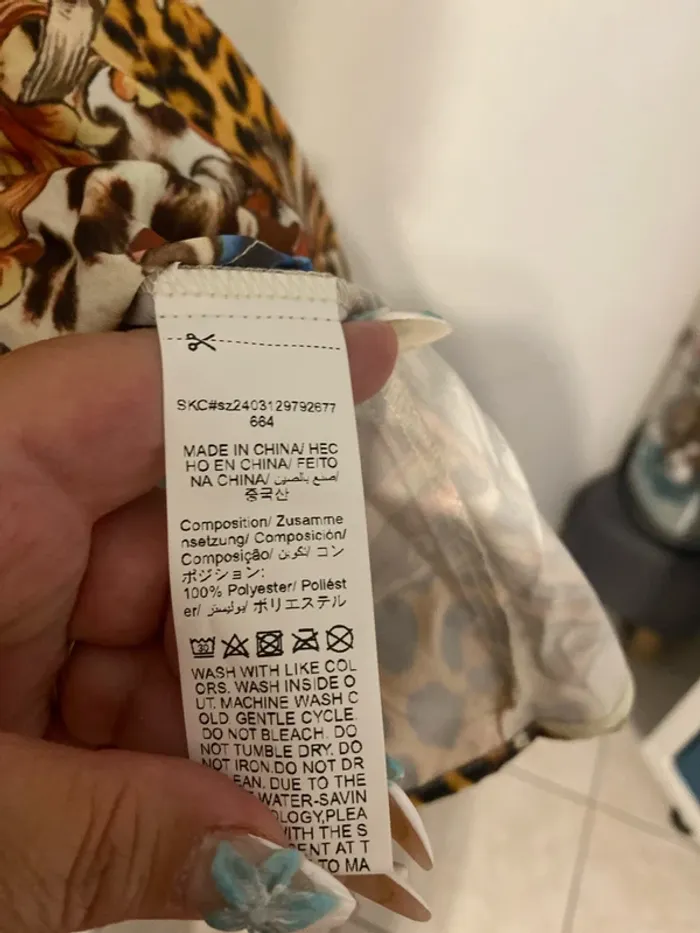 SKC#sz2403129792677
664
MADE IN CHINA/ HEC
HO EN CHINA/ FEITO
NA CHINA/ صنع بالصين/
중국산
Composition/ Zusamme
nsetzung/ Composición/
Composição/ تكوين/ コン
ポジション:
100% Polyester/ Poliést
er/ بوليستر/ ポリエステル
30
WASH WITH LIKE COL
ORS. WASH INSIDE O
UT. MACHINE WASH C
OLD GENTLE CYCLE.
DO NOT BLEACH. DO
NOT TUMBLE DRY. DO
NOT IRON.DO NOT DR
EAN. DUE TO THE
WATER-SAVIN
OLOGY,PLEA
WITH THE S
ENT AT T
TO MA